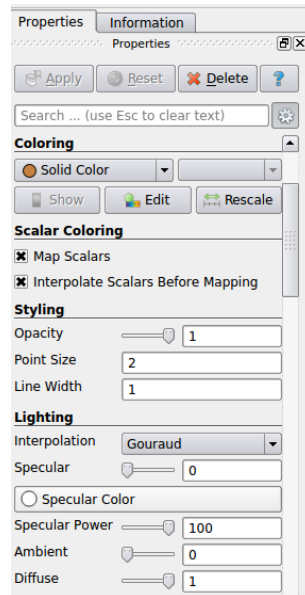 Properties Information
Properties
Apply Reset Delete ?
Search ... (use Esc to clear text)
Coloring
Solid Color
Show Edit Rescale
Scalar Coloring
Map Scalars
Interpolate Scalars Before Mapping
Styling
Opacity 1
Point Size 2
Line Width 1
Lighting
Interpolation Gouraud
Specular 0
Specular Color
Specular Power 100
Ambient 0
Diffuse 1